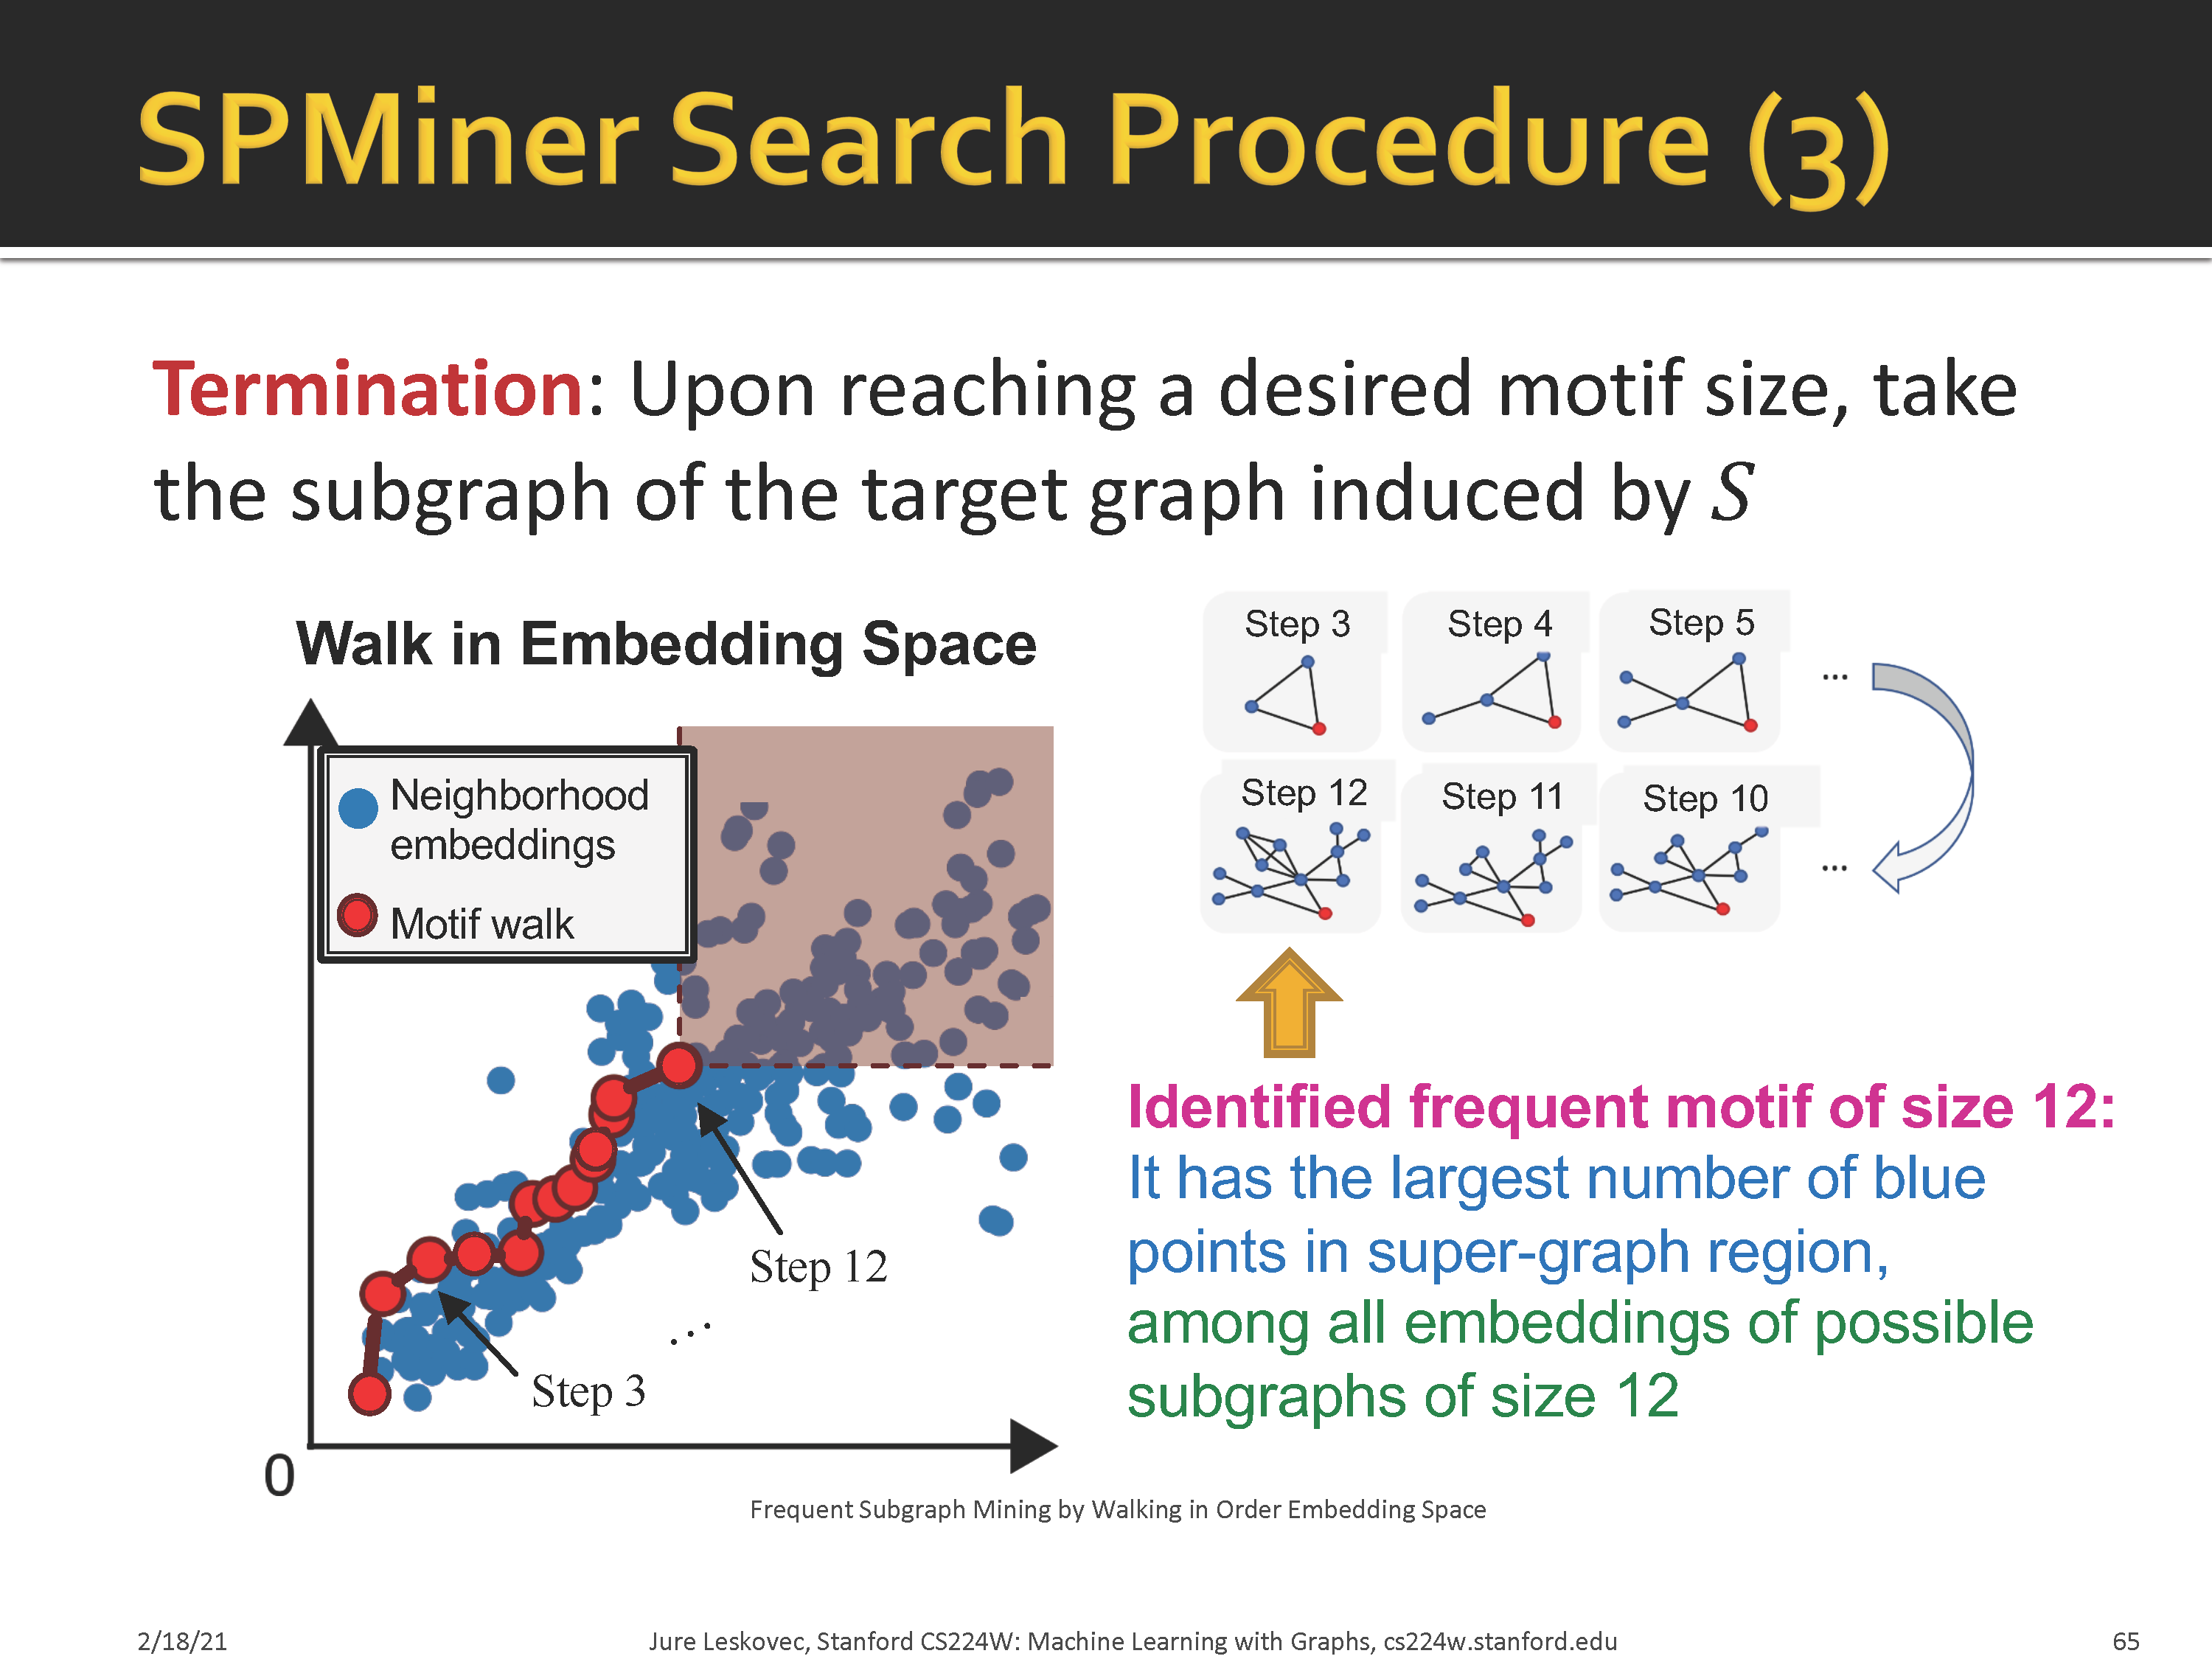 SPMiner Search Procedure (3)
Termination: Upon reaching a desired motif size, take
the subgraph of the target graph induced by S
Walk in Embedding Space
Neighborhood
embeddings
Motif walk
Step 12
...
Step 3
0
Step 3
Step 4
Step 5
...
Step 12
Step 11
Step 10
...
Identified frequent motif of size 12:
It has the largest number of blue
points in super-graph region,
among all embeddings of possible
subgraphs of size 12
Frequent Subgraph Mining by Walking in Order Embedding Space
2/18/21
Jure Leskovec, Stanford CS224W: Machine Learning with Graphs, cs224w.stanford.edu
65